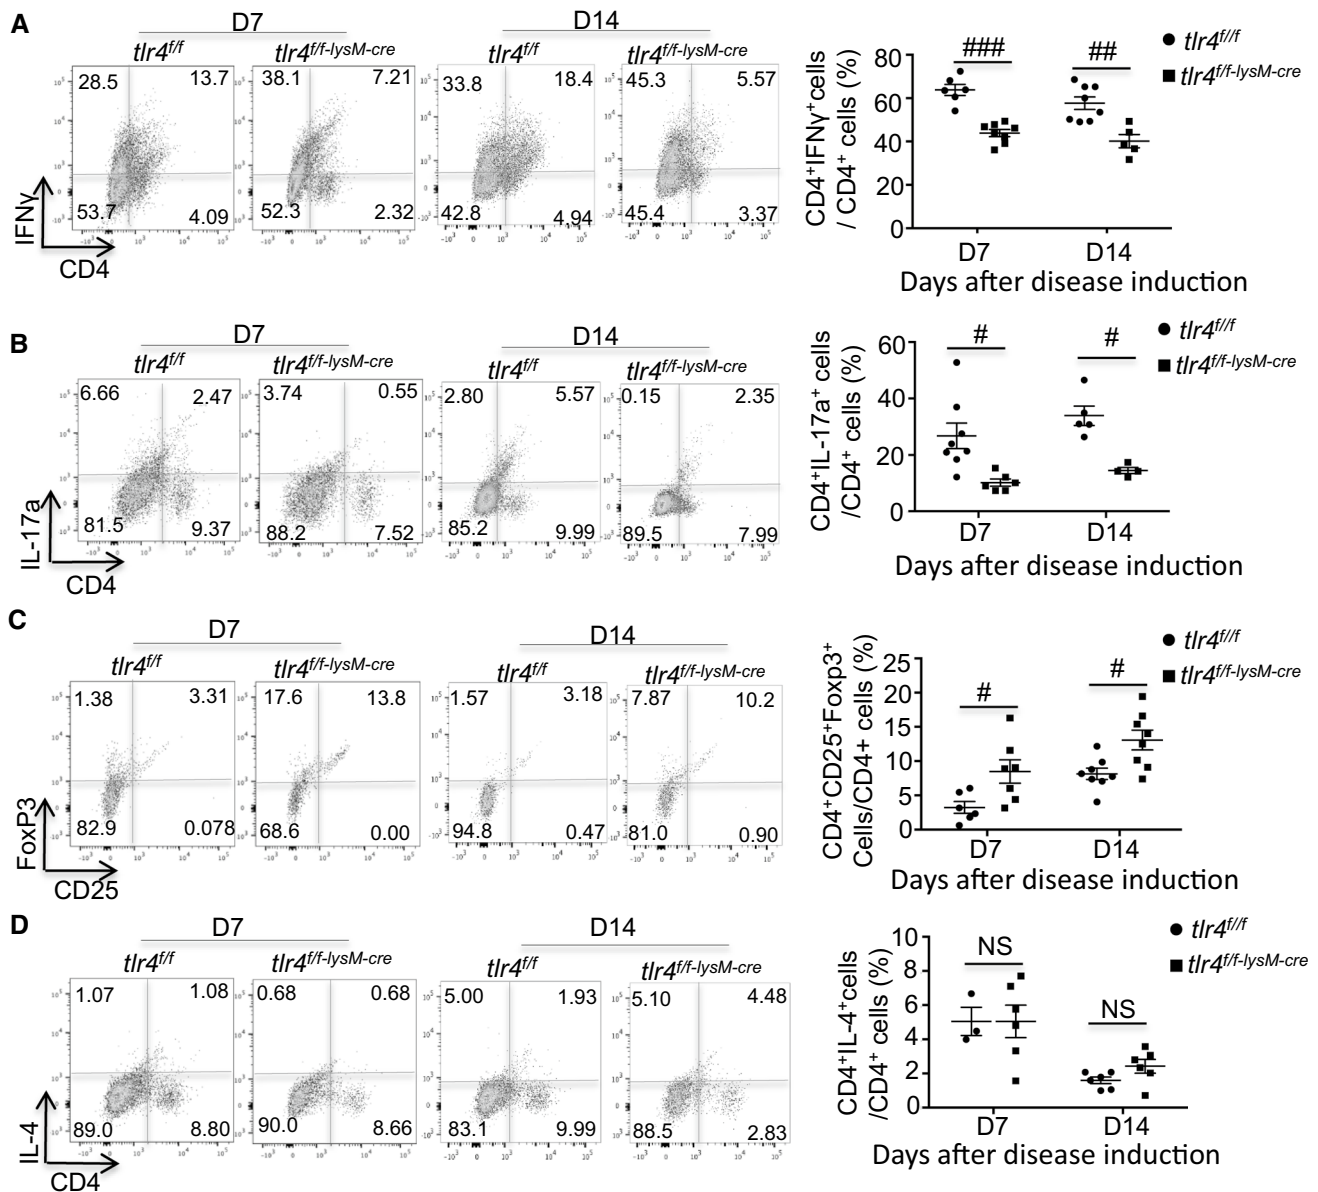 A
D7
D14
tlr4f/f
tlr4f/f-lysM-cre
tlr4f/f
tlr4f/f-lysM-cre
28.5 13.7
53.7 4.09
38.1 7.21
52.3 2.32
33.8 18.4
42.8 4.94
45.3 5.57
45.4 3.37
IFNγ
CD4
CD4+IFNγ+cells
/ CD4+ cells (%)
80
60
40
20
0
###
##
D7 D14
Days after disease induction
tlr4f//f
tlr4f/f-lysM-cre
B
D7
D14
tlr4f/f
tlr4f/f-lysM-cre
tlr4f/f
tlr4f/f-lysM-cre
6.66 2.47
81.5 9.37
3.74 0.55
88.2 7.52
2.80 5.57
85.2 9.99
0.15 2.35
89.5 7.99
IL-17a
CD4
CD4+IL-17a+ cells
/CD4+ cells (%)
60
40
20
0
#
#
D7 D14
Days after disease induction
tlr4f//f
tlr4f/f-lysM-cre
C
D7
D14
tlr4f/f
tlr4f/f-lysM-cre
tlr4f/f
tlr4f/f-lysM-cre
1.38 3.31
82.9 0.078
17.6 13.8
68.6 0.00
1.57 3.18
94.8 0.47
7.87 10.2
81.0 0.90
FoxP3
CD25
CD4+CD25+Foxp3+
Cells/CD4+ cells (%)
25
20
15
10
5
0
#
#
D7 D14
Days after disease induction
tlr4f//f
tlr4f/f-lysM-cre
D
D7
D14
tlr4f/f
tlr4f/f-lysM-cre
tlr4f/f
tlr4f/f-lysM-cre
1.07 1.08
89.0 8.80
0.68 0.68
90.0 8.66
5.00 1.93
83.1 9.99
5.10 4.48
88.5 2.83
IL-4
CD4
CD4+IL-4+cells
/CD4+ cells (%)
10
8
6
4
2
0
NS
NS
D7 D14
Days after disease induction
tlr4f//f
tlr4f/f-lysM-cre